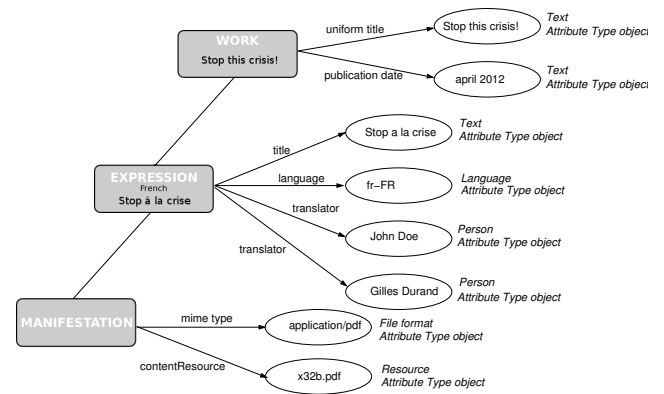 WORK
Stop this crisis!
uniform title
Stop this crisis!
Text
Attribute Type object
publication date
april 2012
Text
Attribute Type object
EXPRESSION
French
Stop à la crise
title
Stop a la crise
Text
Attribute Type object
language
fr-FR
Language
Attribute Type object
translator
John Doe
Person
Attribute Type object
translator
Gilles Durand
Person
Attribute Type object
MANIFESTATION
mime type
application/pdf
File format
Attribute Type object
contentResource
x32b.pdf
Resource
Attribute Type object